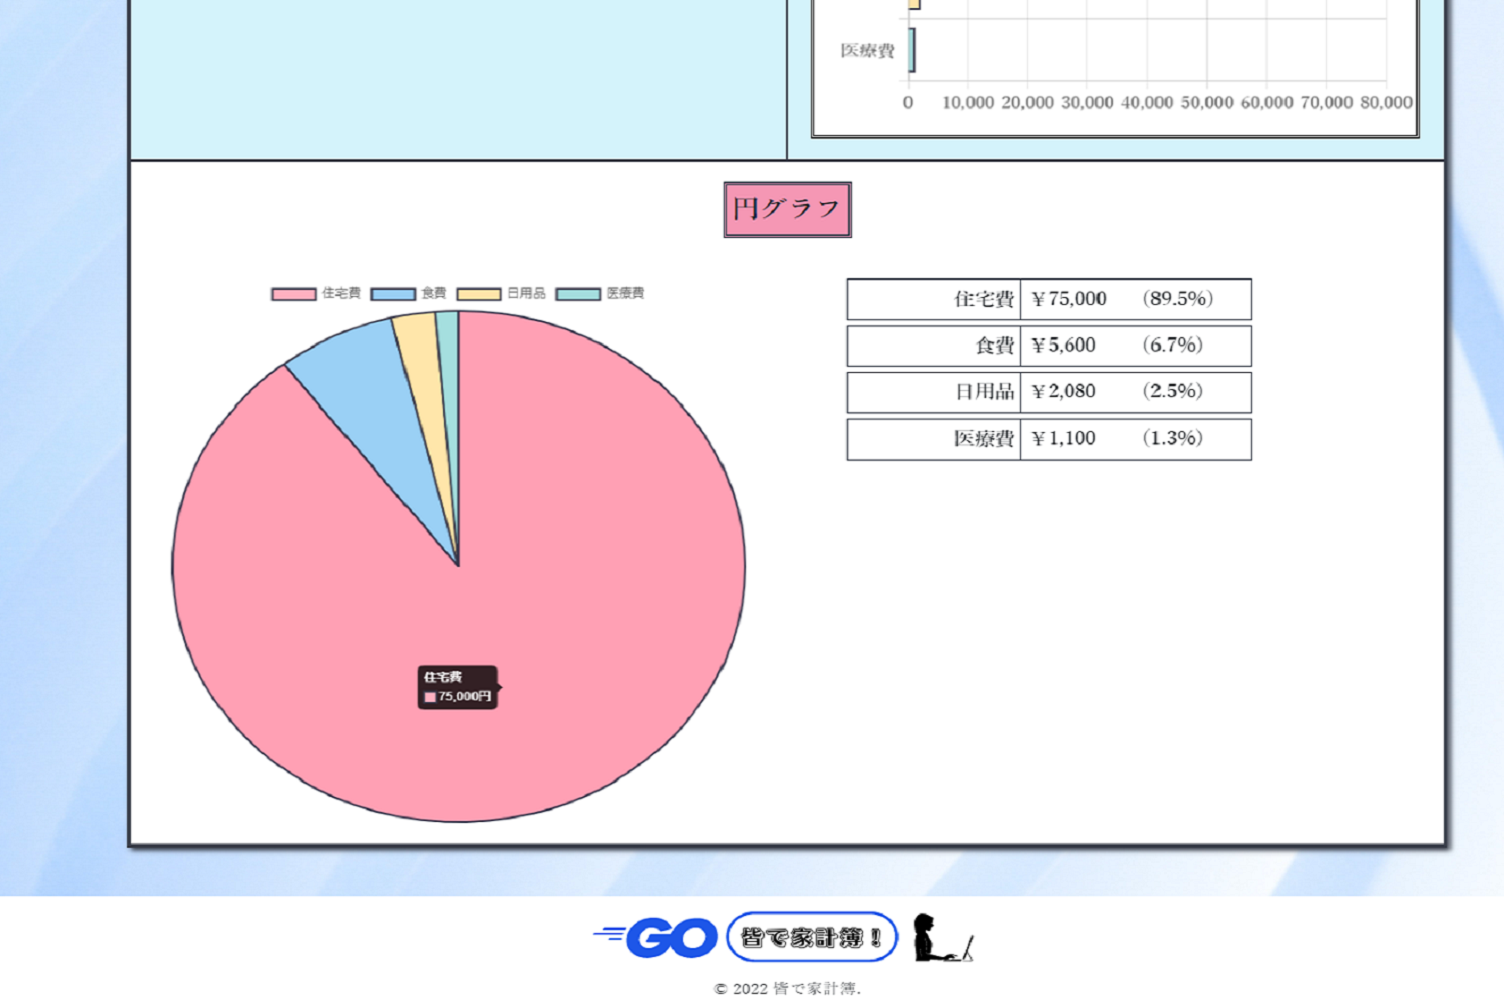 医療費
0 10,000 20,000 30,000 40,000 50,000 60,000 70,000 80,000
円グラフ
住宅費 食費 日用品 医療費
住宅費 ￥75,000 （89.5%）
食費 ￥5,600 （6.7%）
日用品 ￥2,080 （2.5%）
医療費 ￥1,100 （1.3%）
住宅費
75,000円
GO 皆で家計簿！
© 2022 皆で家計簿.